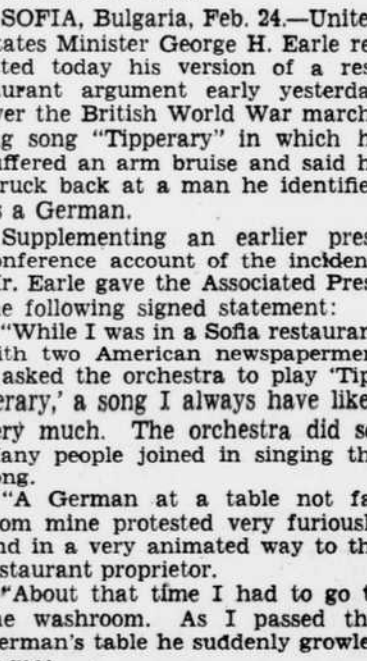 SOFIA, Bulgaria, Feb. 24.—Unite
tates Minister George H. Earle re
ted today his version of a res
urant argument early yesterda
ver the British World War march
g song "Tipperary" in which h
uffered an arm bruise and said h
ruck back at a man he identifie
s a German.
Supplementing an earlier pres
onference account of the inciden
r. Earle gave the Associated Pres
e following signed statement:
"While I was in a Sofia restauran
ith two American newspapermen
asked the orchestra to play 'Tip
erary,' a song I always have like
ery much. The orchestra did s
any people joined in singing th
ong.
"A German at a table not fa
om mine protested very furiousl
nd in a very animated way to th
staurant proprietor.
"About that time I had to go t
e washroom. As I passed th
erman's table he suddenly growle